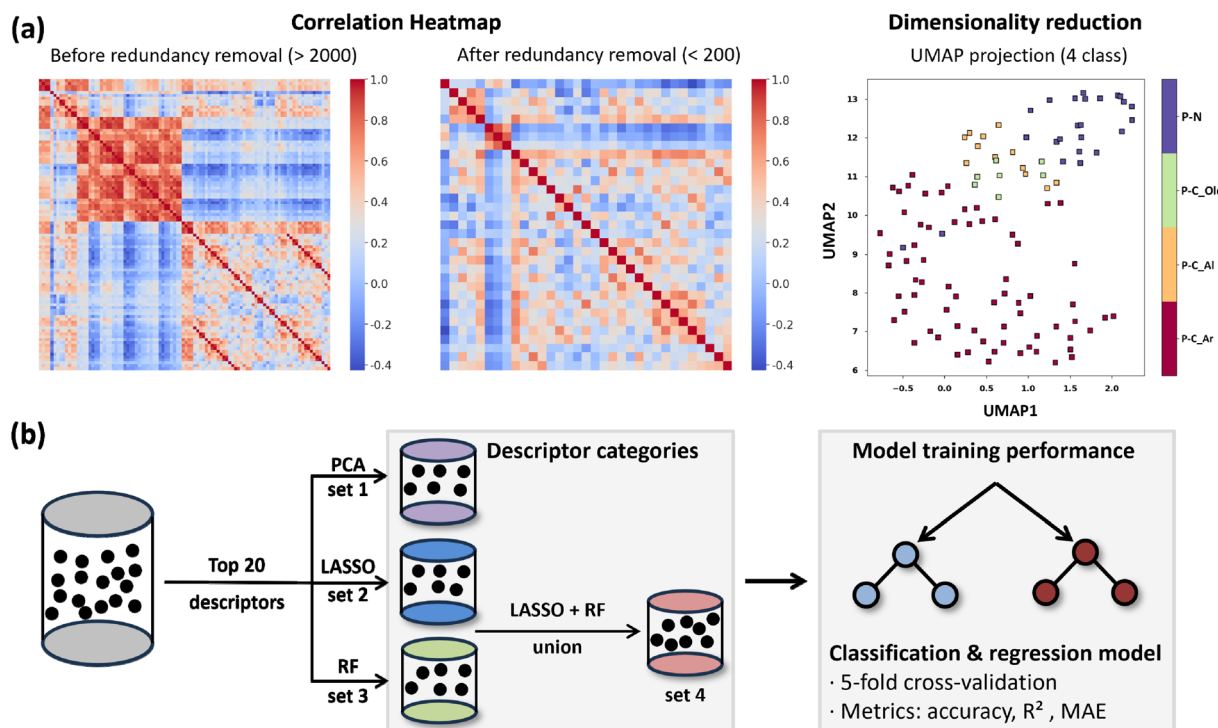 (a)
Correlation Heatmap
Before redundancy removal (> 2000)
1.0
0.8
0.6
0.4
0.2
0.0
-0.2
-0.4
After redundancy removal (< 200)
1.0
0.8
0.6
0.4
0.2
0.0
-0.2
-0.4
Dimensionality reduction
UMAP projection (4 class)
UMAP2
13
12
11
10
9
8
7
6
-0.5
0.0
0.5
1.0
1.5
2.0
UMAP1
P-N
P-C_Ole
P-C_Al
P-C_Ar
(b)
Top 20
descriptors
PCA
set 1
LASSO
set 2
RF
set 3
Descriptor categories
LASSO + RF
union
set 4
Model training performance
Classification & regression model
· 5-fold cross-validation
· Metrics: accuracy, R² , MAE